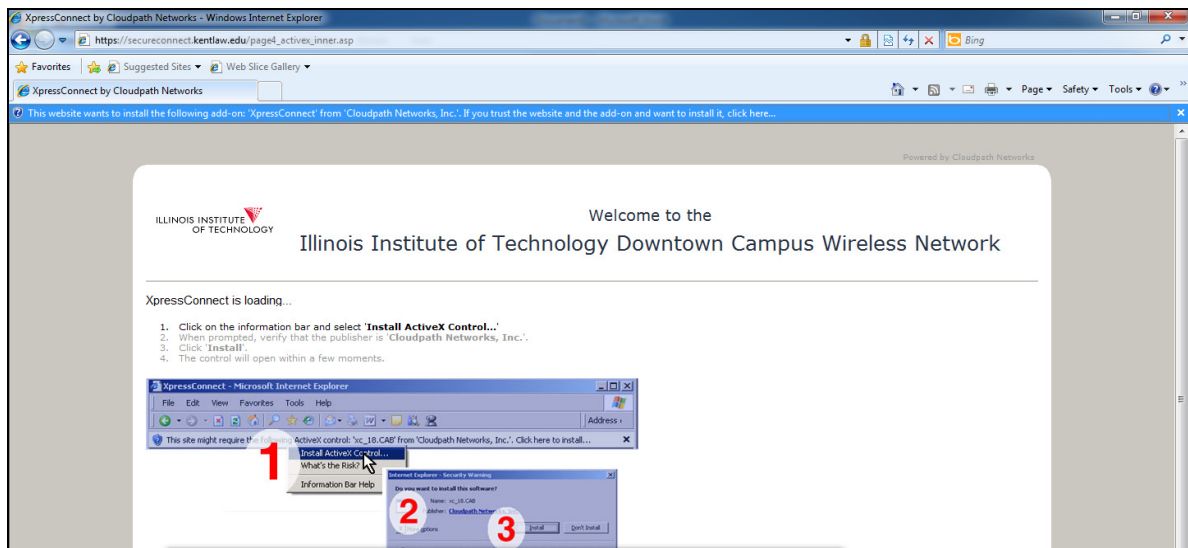 XpressConnect by Cloudpath Networks - Windows Internet Explorer
https://secureconnect.kentlaw.edu/page4_activex_inner.asp
Bing
Favorites Suggested Sites Web Slice Gallery
XpressConnect by Cloudpath Networks
Page Safety Tools
This website wants to install the following add-on: 'XpressConnect' from 'Cloudpath Networks, Inc.'. If you trust the website and the add-on and want to install it, click here...
Powered by Cloudpath Networks
ILLINOIS INSTITUTE
OF TECHNOLOGY
Welcome to the
Illinois Institute of Technology Downtown Campus Wireless Network
XpressConnect is loading...
1. Click on the information bar and select 'Install ActiveX Control...'
2. When prompted, verify that the publisher is 'Cloudpath Networks, Inc.'.
3. Click 'Install'.
4. The control will open within a few moments.
XpressConnect - Microsoft Internet Explorer
File Edit View Favorites Tools Help
Address
This site might require the following ActiveX control: 'xc_18.CAB' from 'Cloudpath Networks, Inc.'. Click here to install...
1
Install ActiveX Control...
What's the Risk?
Information Bar Help
Internet Explorer - Security Warning
Do you want to install this software?
Name: xc_18.CAB
Publisher: Cloudpath Networks
2
options
3
Install Don't Install